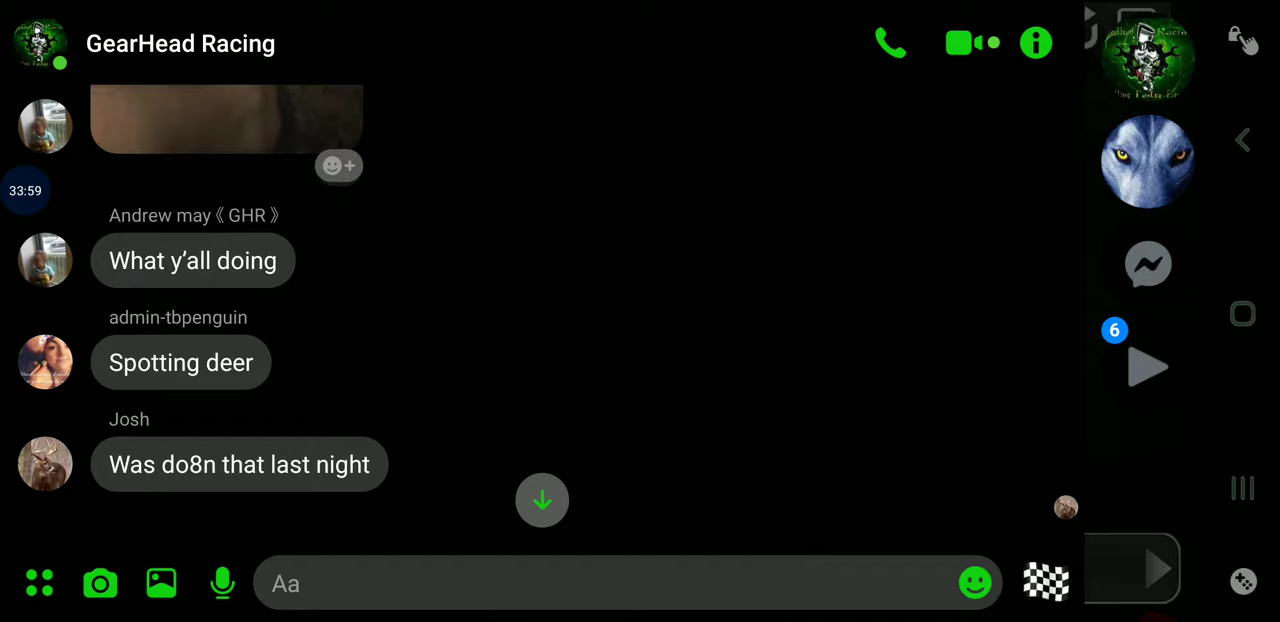 GearHead Racing
33:59
Andrew may《 GHR 》
What y’all doing
admin-tbpenguin
Spotting deer
6
Josh
Was do8n that last night
Aa